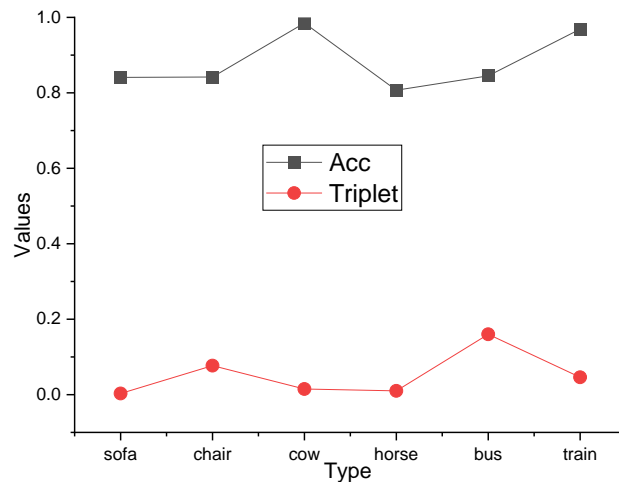 1.0
0.8
0.6
0.4
0.2
0.0
Values
Acc
Triplet
sofa chair cow horse bus train
Type